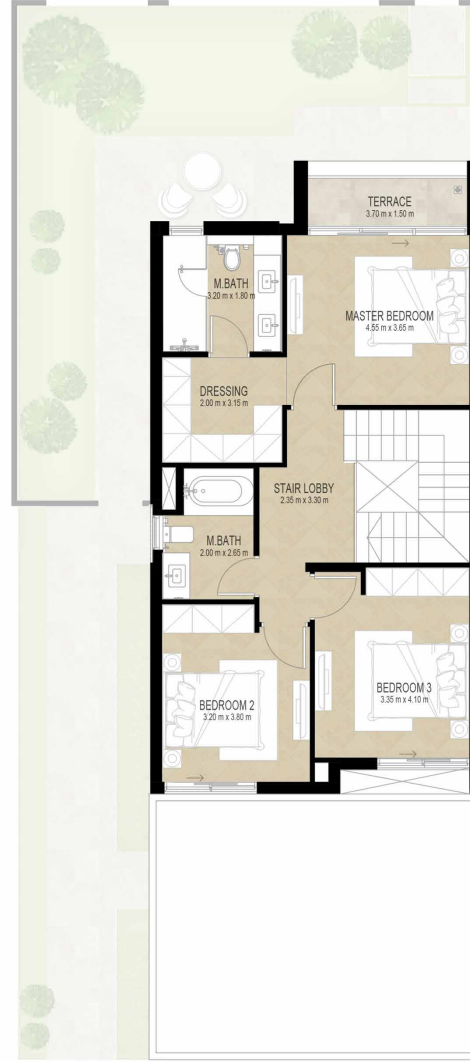 TERRACE
3.70 m x 1.50 m
M.BATH
3.20 m x 1.80 m
MASTER BEDROOM
4.55 m x 3.65 m
DRESSING
2.00 m x 3.15 m
STAIR LOBBY
2.35 m x 3.30 m
M.BATH
2.00 m x 2.65 m
BEDROOM 3
3.35 m x 4.10 m
BEDROOM 2
3.20 m x 3.80 m